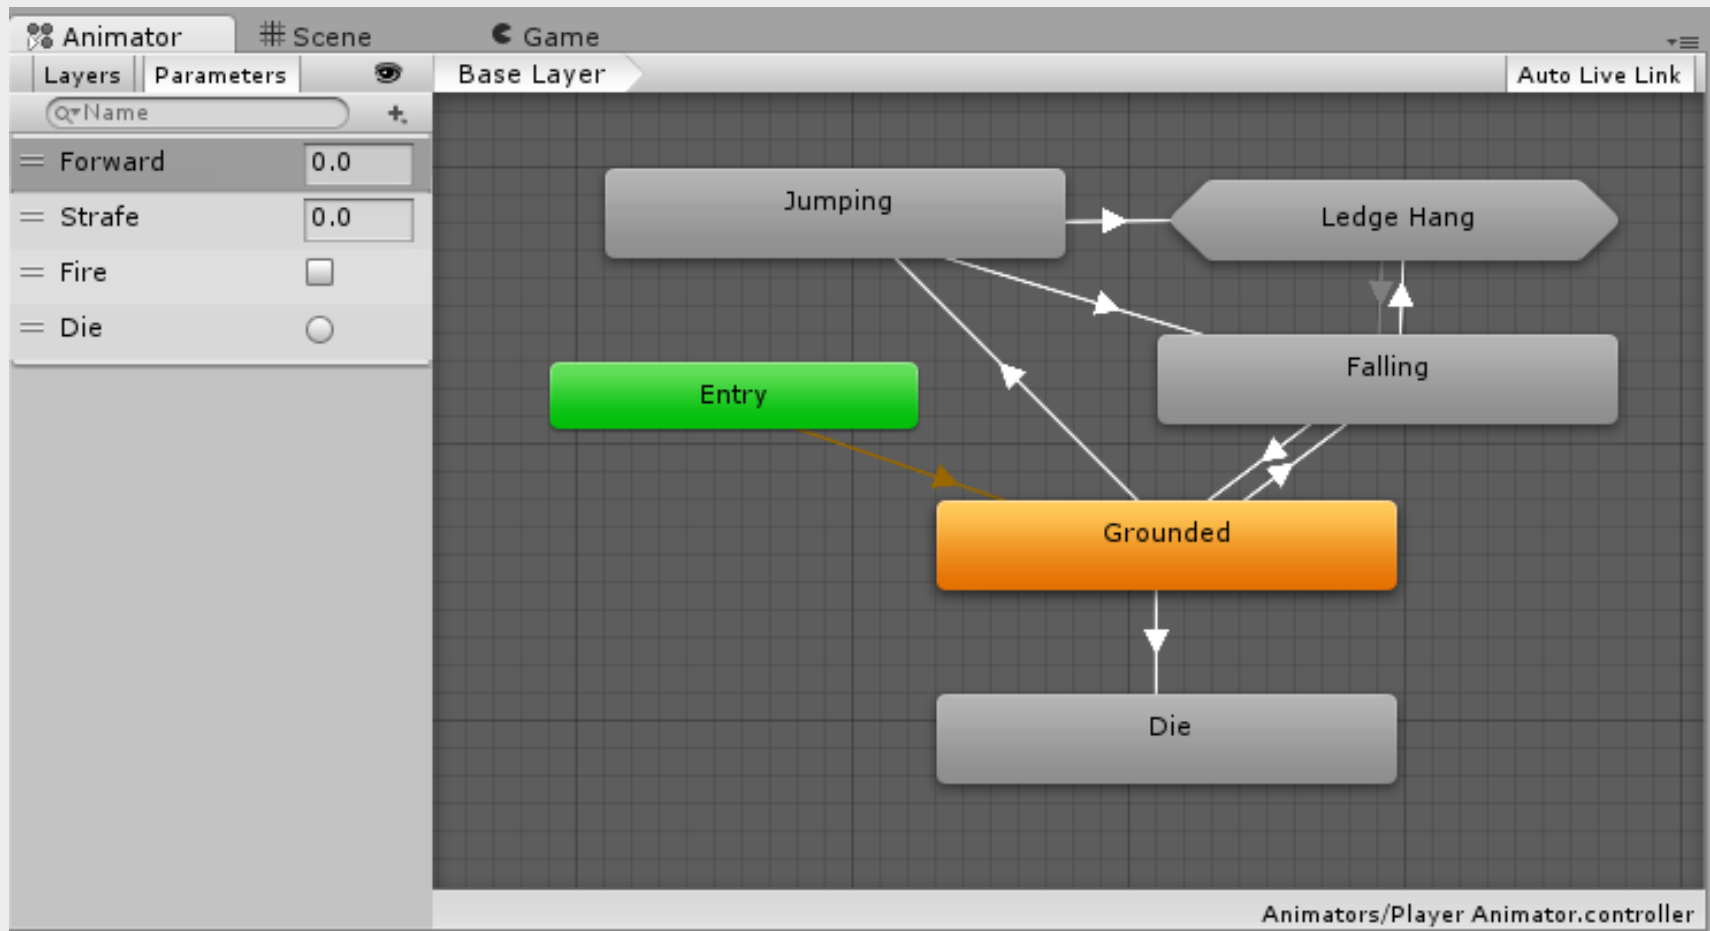 Animator Scene Game
Layers Parameters Base Layer Auto Live Link
Name
Forward 0.0
Strafe 0.0
Fire
Die
Jumping
Ledge Hang
Falling
Entry
Grounded
Die
Animators/Player Animator.controller